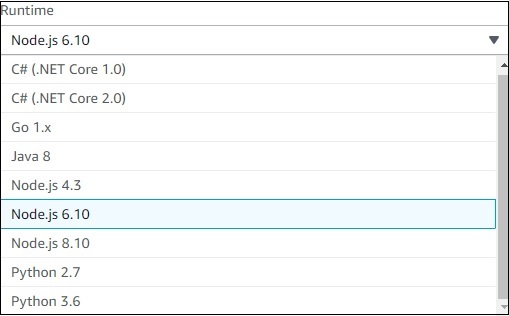 Runtime
Node.js 6.10
C# (.NET Core 1.0)
C# (.NET Core 2.0)
Go 1.x
Java 8
Node.js 4.3
Node.js 6.10
Node.js 8.10
Python 2.7
Python 3.6